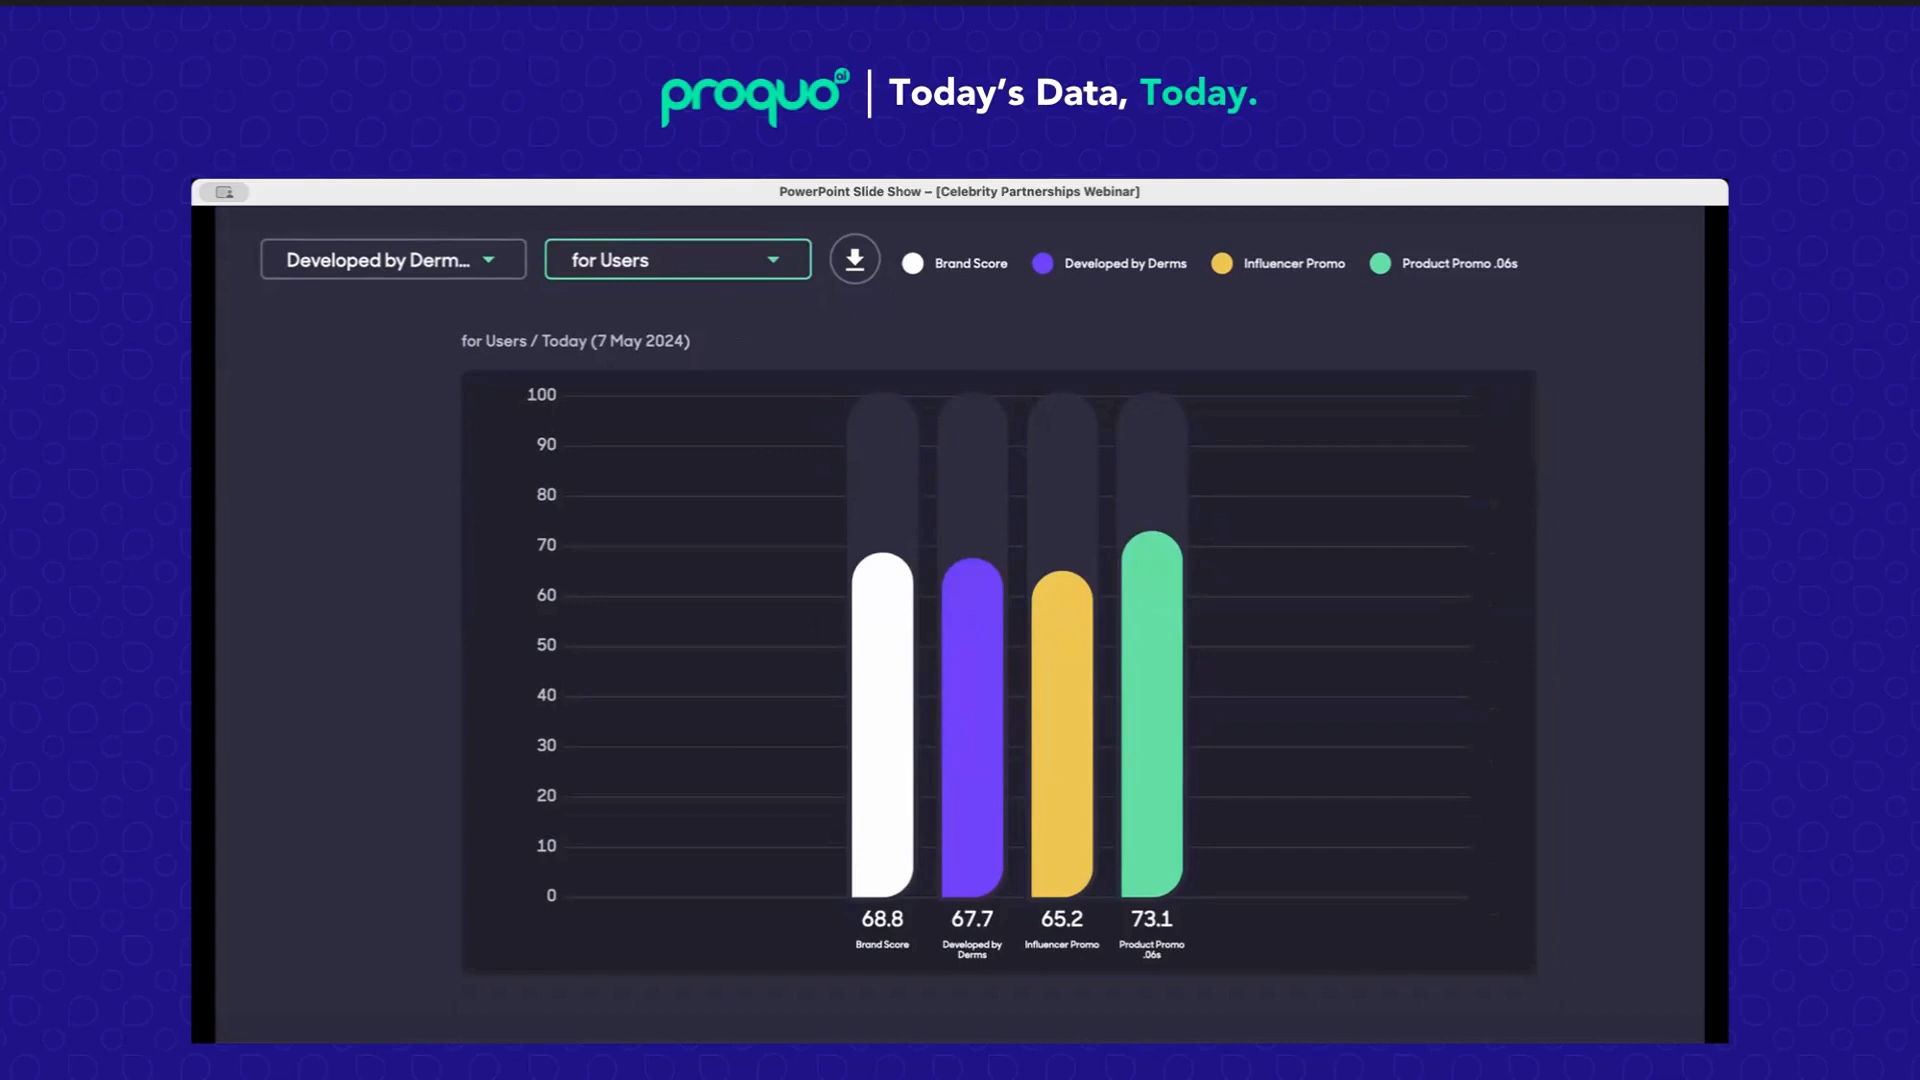 proquo ai | Today's Data, Today.
PowerPoint Slide Show – [Celebrity Partnerships Webinar]
Developed by Derm...
for Users
Brand Score
Developed by Derms
Influencer Promo
Product Promo .06s
for Users / Today (7 May 2024)
100
90
80
70
60
50
40
30
20
10
0
68.8
67.7
65.2
73.1
Brand Score
Developed by
Derms
Influencer Promo
Product Promo
.06s